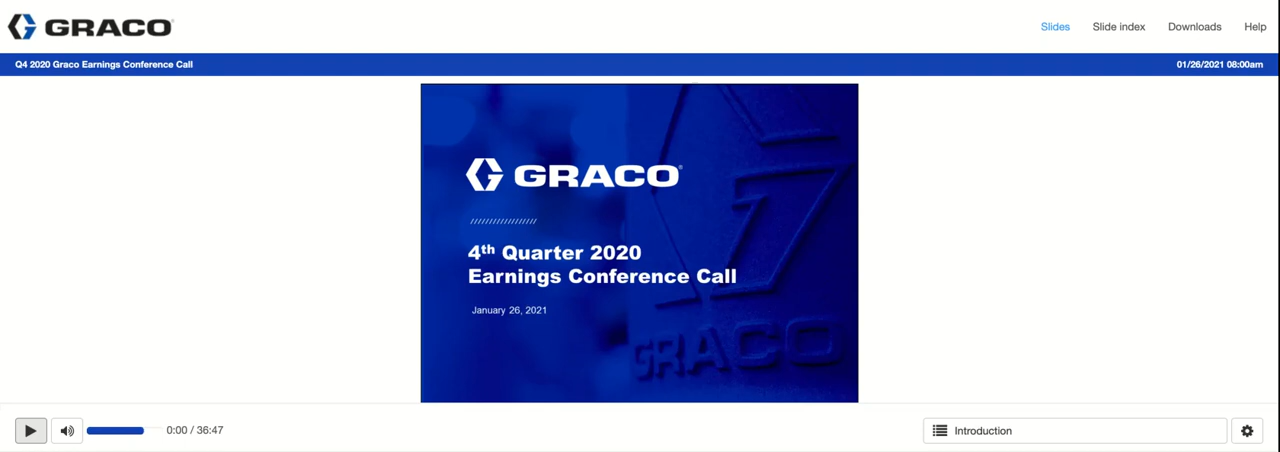 GRACO
Slides Slide index Downloads Help
Q4 2020 Graco Earnings Conference Call 01/26/2021 08:00am
GRACO
4th Quarter 2020
Earnings Conference Call
January 26, 2021
GRACO
0:00 / 36:47 Introduction